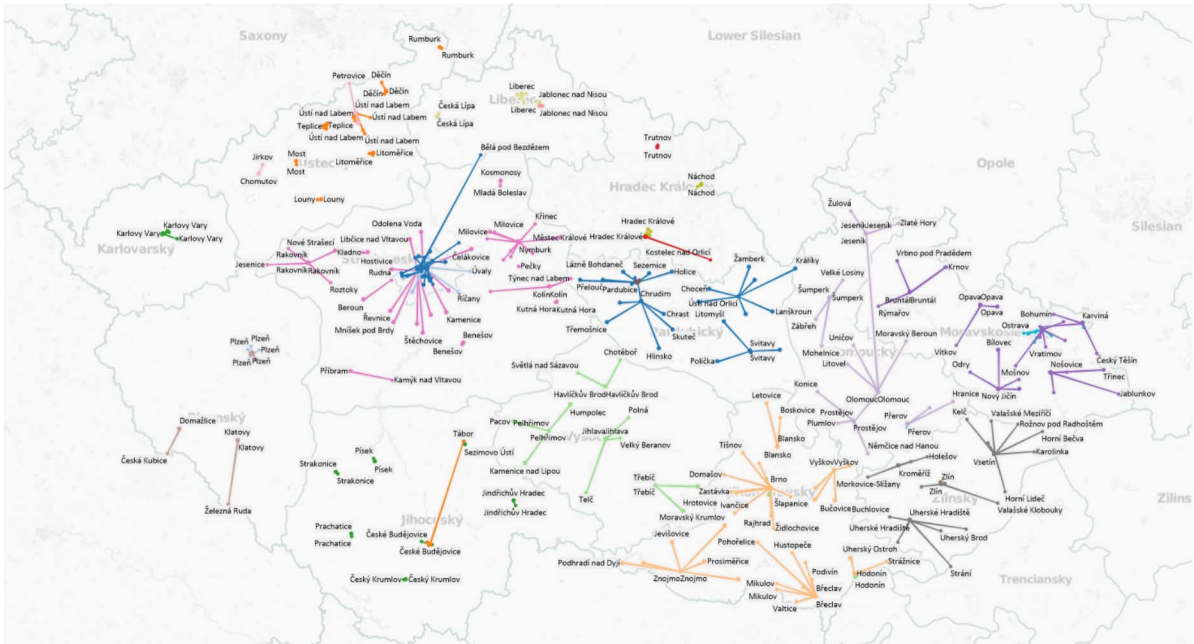 Saxony
Lower Silesian
Rumburk
Rumburk
Petrovice
Děčín
Děčín
Děčín
Ústí nad Labem
Ústí nad Labem
Ústí nad Labem
Teplice
Teplice
Ústí nad Labem
Ústí nad Labem
Litoměřice
Litoměřice
Most
Most
Jirkov
Chomutov
Louny
Louny
Liberec
Liberec
Jablonec nad Nisou
Liberec
Jablonec nad Nisou
Česká Lípa
Česká Lípa
Bělá pod Bezdězem
Trutnov
Trutnov
Opole
Silesian
Kosmonosy
Mladá Boleslav
Náchod
Náchod
Hradec Králové
Hradec Králové
Kostelec nad Orlicí
Karlovy Vary
Karlovy Vary
Karlovy Vary
Karlovarský
Odolena Voda
Libčice nad Vltavou
Nové Strašecí
Kladno
Rakovník
Jesenice
Rakovník
Rakovník
Hostivice
Rudná
Roztoky
Beroun
Řevnice
Mníšek pod Brdy
Štěchovice
Kamenice
Benešov
Benešov
Říčany
Úvaly
Čelákovice
Milovice
Milovice
Křinec
Městec Králové
Nymburk
Pečky
Týnec nad Labem
Kolín
Kolín
Kutná Hora
Kutná Hora
Lázně Bohdaneč
Sezemice
Holice
Přelouč
Pardubice
Chrudim
Chrast
Skuteč
Hlinsko
Třemošnice
Pardubický
Žamberk
Králíky
Choceň
Ústí nad Orlicí
Litomyšl
Lanškroun
Svitavy
Svitavy
Polička
Žulová
Jeseník
Jeseník
Zlaté Hory
Jeseník
Vrbno pod Pradědem
Krnov
Bruntál
Bruntál
Rýmařov
Velké Losiny
Šumperk
Šumperk
Zábřeh
Moravský Beroun
Uničov
Mohelnice
Litovel
Olomouc
Olomouc
Konice
Prostějov
Plumlov
Prostějov
Přerov
Přerov
Hranice
Němčice nad Hanou
Opava
Opava
Opava
Vítkov
Bohumín
Karviná
Ostrava
Bílovec
Vratimov
Český Těšín
Mošnov
Odry
Nošovice
Třinec
Nový Jičín
Jablunkov
Plzeň
Plzeň
Plzeň
Plzeň
Plzeň
Příbram
Kamýk nad Vltavou
Domažlice
Česká Kubice
Klatovy
Klatovy
Železná Ruda
Tábor
Sezimovo Ústí
Písek
Písek
Strakonice
Strakonice
Prachatice
Prachatice
Jihočeský
České Budějovice
České Budějovice
Český Krumlov
Český Krumlov
Jindřichův Hradec
Jindřichův Hradec
Chotěboř
Světlá nad Sázavou
Havlíčkův Brod
Havlíčkův Brod
Humpolec
Pacov
Pelhřimov
Pelhřimov
Kamenice nad Lipou
Polná
Jihlava
Jihlava
Velký Beranov
Telč
Třebíč
Třebíč
Hrotovice
Moravský Krumlov
Letovice
Boskovice
Blansko
Blansko
Tišnov
Domašov
Zastávka
Brno
Šlapanice
Ivančice
Rajhrad
Židlochovice
Vyškov
Vyškov
Bučovice
Pohořelice
Hustopeče
Jevišovice
Podhradí nad Dyjí
Prosiměřice
Znojmo
Znojmo
Mikulov
Mikulov
Valtice
Podivín
Břeclav
Břeclav
Hodonín
Hodonín
Strážnice
Uherský Ostroh
Morkovice-Slížany
Holešov
Kroměříž
Zlín
Zlín
Zlínský
Valašské Klobouky
Buchlovice
Uherské Hradiště
Uherské Hradiště
Uherský Brod
Strání
Kelč
Valašské Meziříčí
Rožnov pod Radhoštěm
Horní Bečva
Karolinka
Vsetín
Horní Lideč
Trenciansky